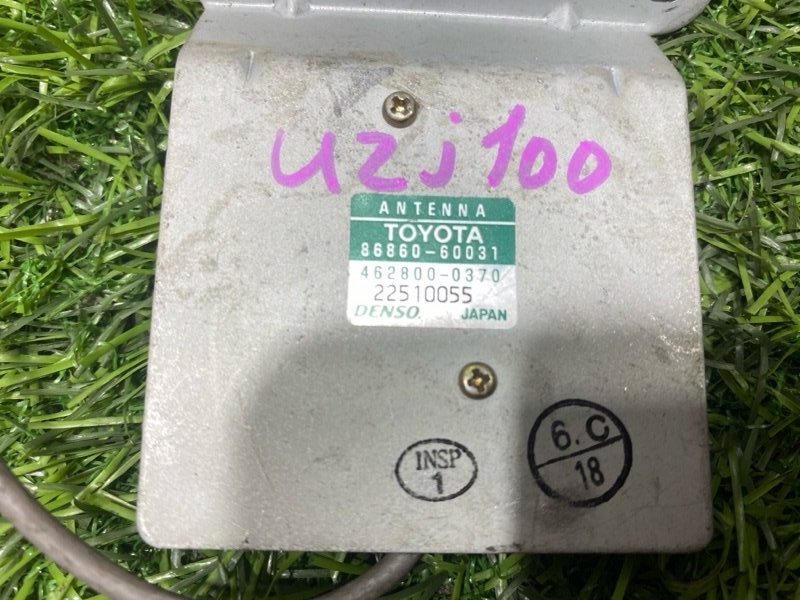 uzj100
ANTENNA
TOYOTA
86860-60031
462800-0370
22510055
DENSO. JAPAN
INSP
1
6.C
18